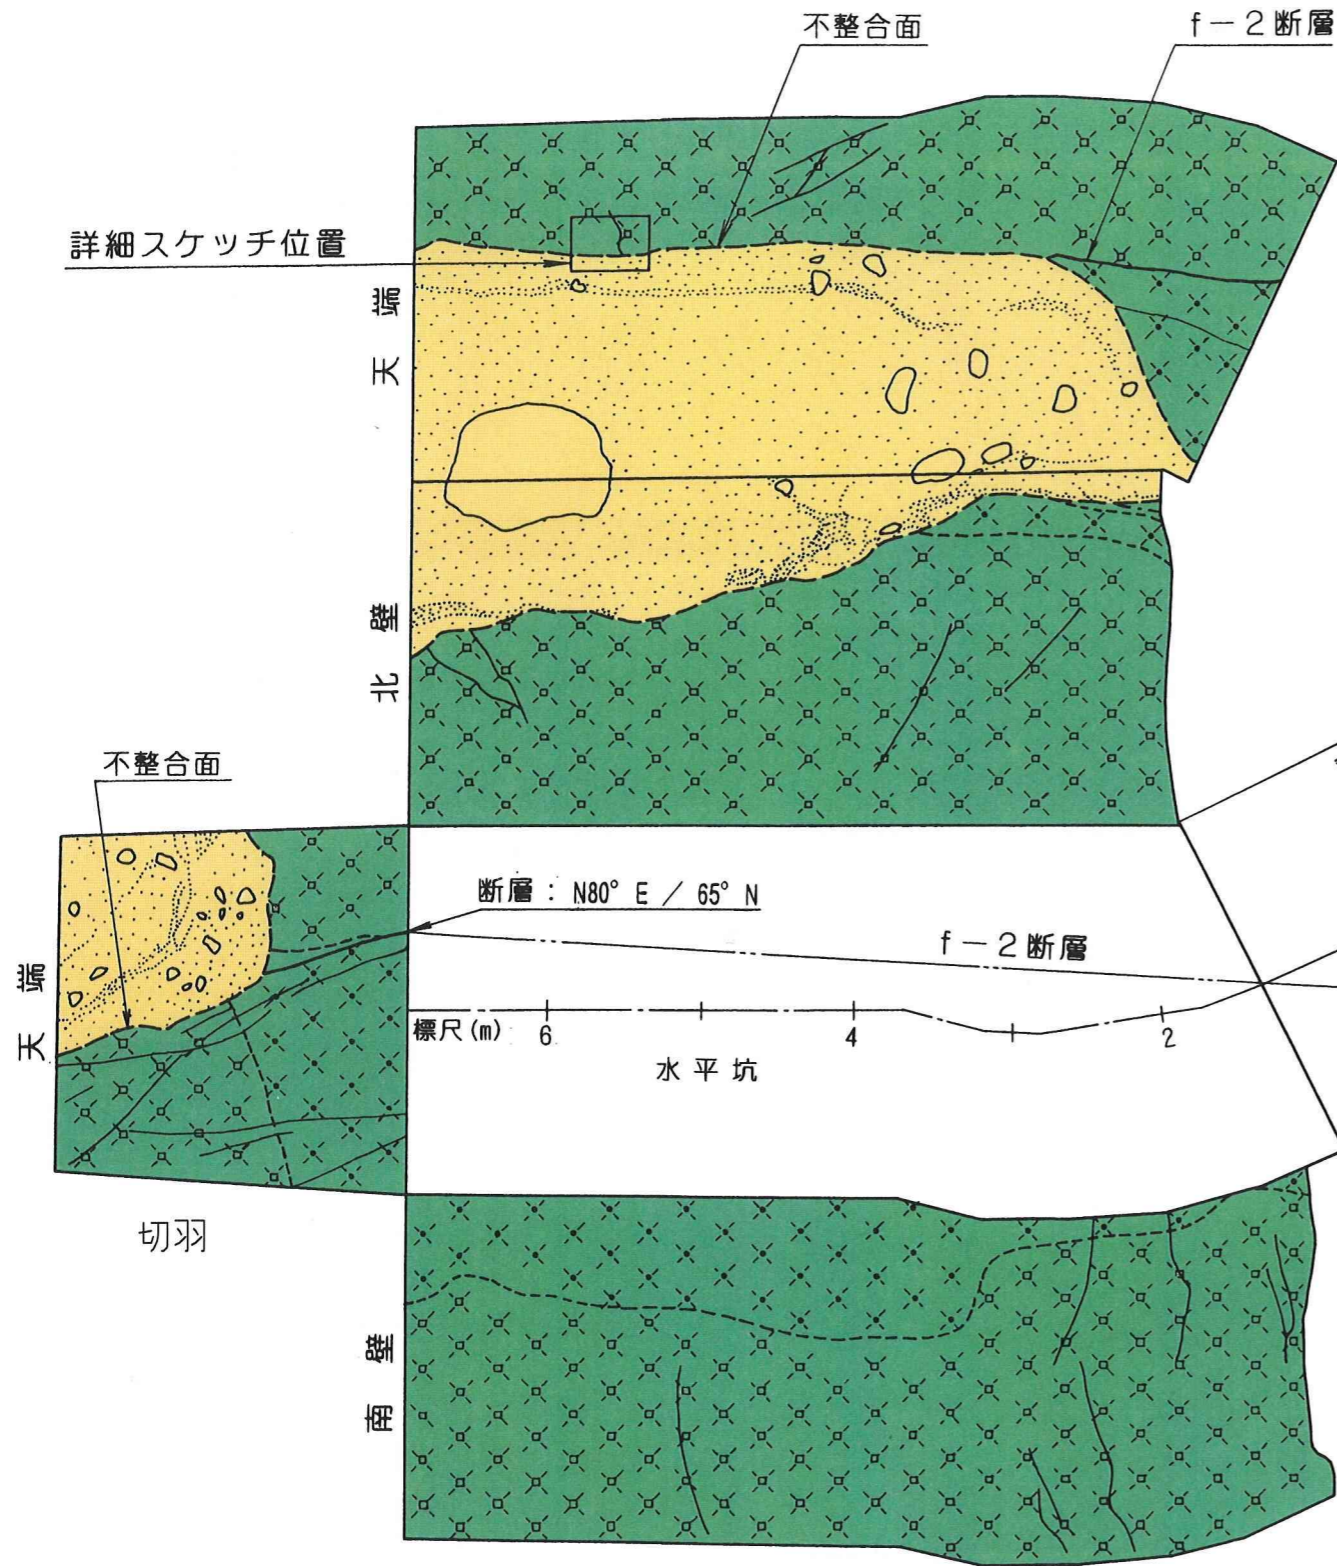 不整合面
f-2断層
詳細スケッチ位置
天端
北壁
不整合面
断層：N80°E / 65°N
f-2断層
天端
標尺(m)
6
4
2
水平坑
切羽
南壁